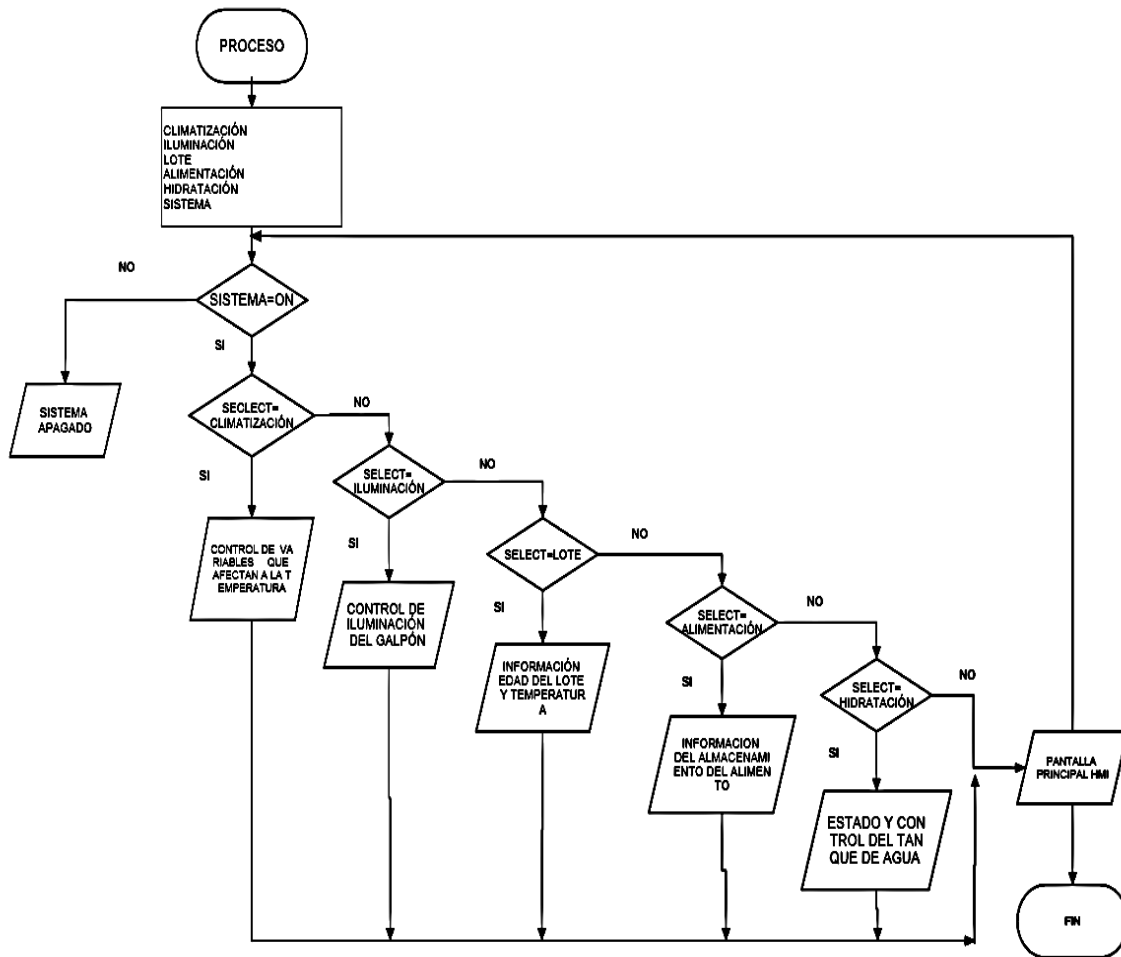 PROCESO
CLIMATIZACIÓN
ILUMINACIÓN
LOTE
ALIMENTACIÓN
HIDRATACIÓN
SISTEMA
NO
SISTEMA=ON
SI
SISTEMA
APAGADO
SECLECT=
CLIMATIZACIÓN
NO
SI
SELECT=
ILUMINACIÓN
NO
SI
CONTROL DE VA
RIABLES QUE
AFECTAN A LA T
EMPERATURA
SELECT=LOTE
NO
SI
CONTROL DE
ILUMINACIÓN
DEL GALPÓN
SELECT=
ALIMENTACIÓN
NO
SI
INFORMACIÓN
EDAD DEL LOTE
Y TEMPERATUR
A
SELECT=
HIDRATACIÓN
NO
SI
INFORMACION
DEL ALMACENAMI
ENTO DEL ALIMEN
TO
PANTALLA
PRINCIPAL HMI
ESTADO Y CON
TROL DEL TAN
QUE DE AGUA
FIN